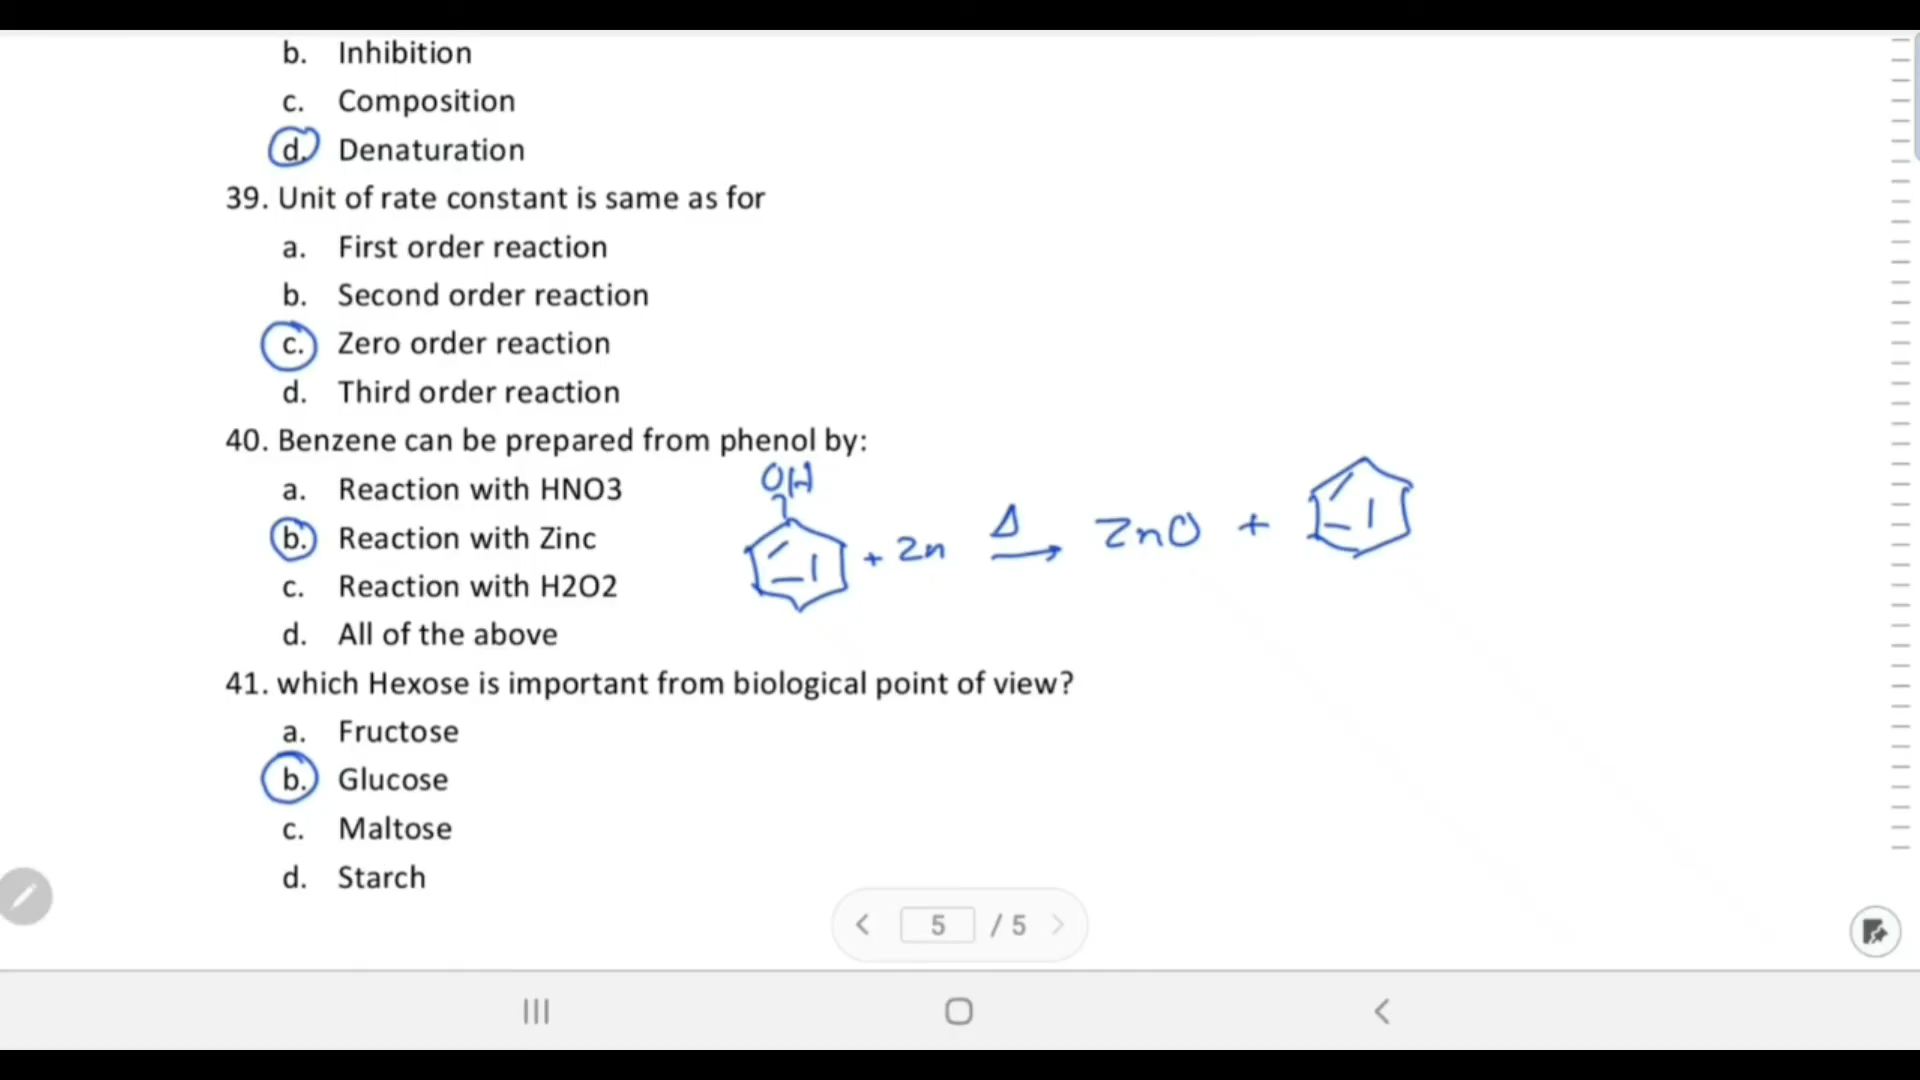 b. Inhibition
c. Composition
d. Denaturation
39. Unit of rate constant is same as for
a. First order reaction
b. Second order reaction
c. Zero order reaction
d. Third order reaction
40. Benzene can be prepared from phenol by:
a. Reaction with HNO3
b. Reaction with Zinc
c. Reaction with H2O2
d. All of the above
OH
+ Zn Δ → ZnO +
41. which Hexose is important from biological point of view?
a. Fructose
b. Glucose
c. Maltose
d. Starch
5 / 5